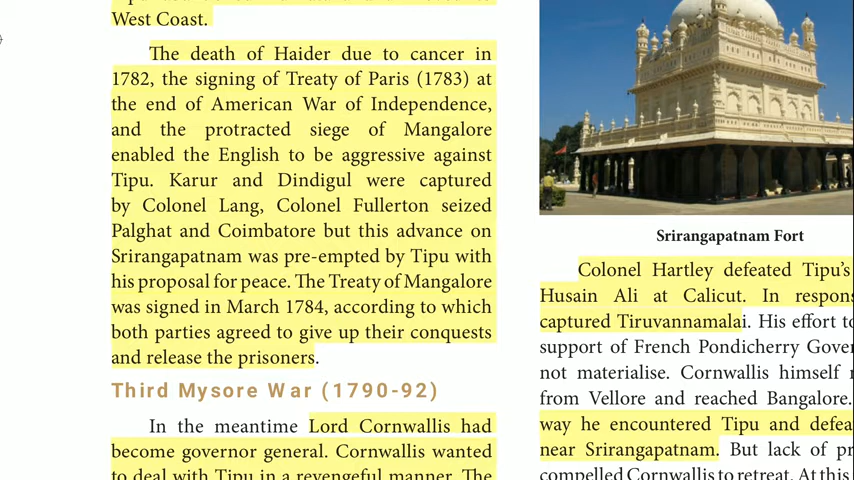 West Coast.
The death of Haider due to cancer in
1782, the signing of Treaty of Paris (1783) at
the end of American War of Independence,
and the protracted siege of Mangalore
enabled the English to be aggressive against
Tipu. Karur and Dindigul were captured
by Colonel Lang, Colonel Fullerton seized
Palghat and Coimbatore but this advance on
Srirangapatnam was pre-empted by Tipu with
his proposal for peace. The Treaty of Mangalore
was signed in March 1784, according to which
both parties agreed to give up their conquests
and release the prisoners.
Third Mysore War (1790-92)
In the meantime Lord Cornwallis had
become governor general. Cornwallis wanted
to deal with Tipu in a revengeful manner. The
Srirangapatnam Fort
Colonel Hartley defeated Tipu's
Husain Ali at Calicut. In
captured Tiruvannamalai. His effort to
support of French Pondicherry
not materialise. Cornwallis himself
from Vellore and reached Bangalore.
way he encountered Tipu and
near Srirangapatnam. But lack of
compelled Cornwallis to retreat. At this